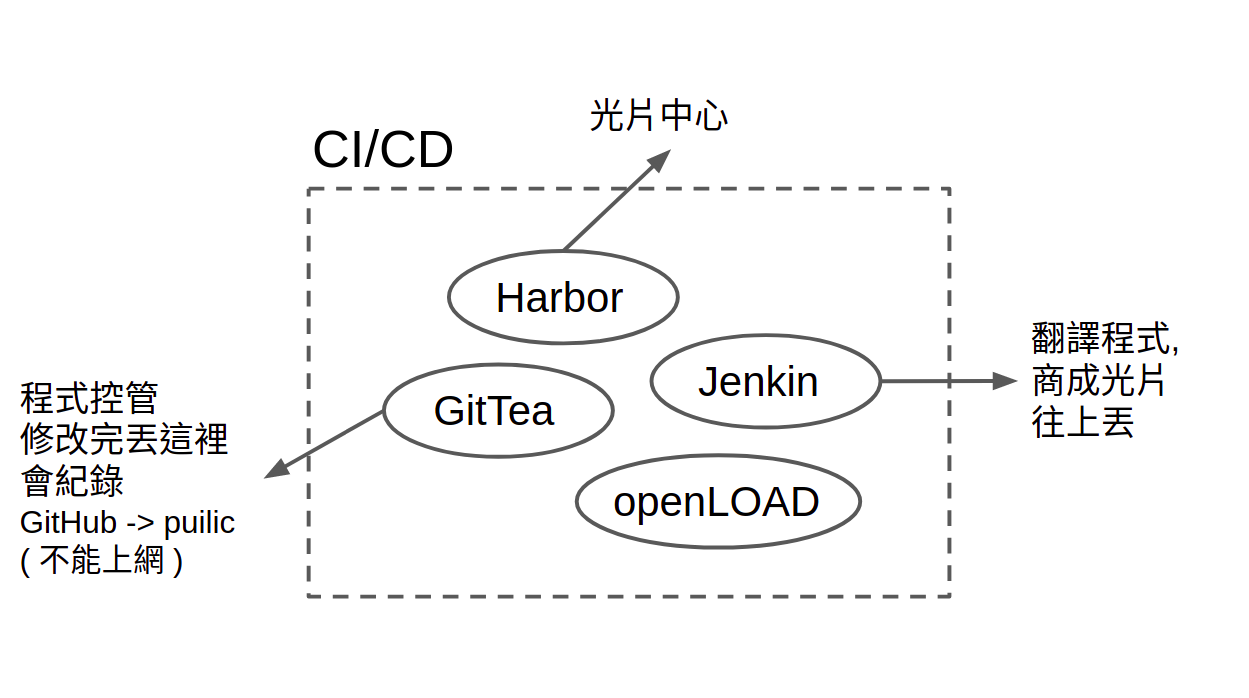 光片中心
CI/CD
Harbor
翻譯程式,
商成光片
往上丟
Jenkin
程式控管
修改完丟這裡
會紀錄
GitHub -> puilic
( 不能上網 )
GitTea
openLOAD